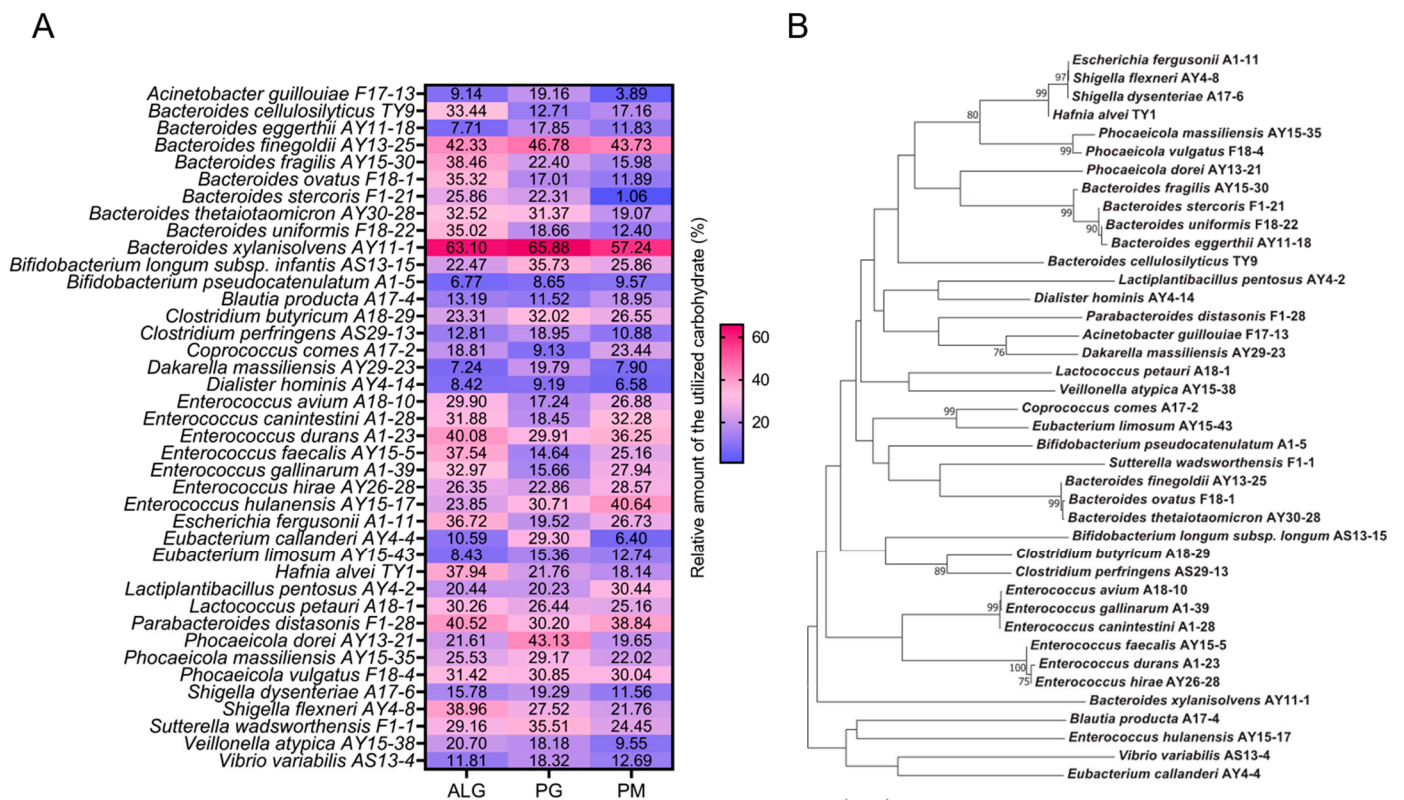 A
B
Acinetobacter guillouiae F17-13 9.14 19.16 3.89
Bacteroides cellulosilyticus TY9 33.44 12.71 17.16
Bacteroides eggerthii AY11-18 7.71 17.85 11.83
Bacteroides finegoldii AY13-25 42.33 46.78 43.73
Bacteroides fragilis AY15-30 38.46 22.40 15.98
Bacteroides ovatus F18-1 35.32 17.01 11.89
Bacteroides stercoris F1-21 25.86 22.31 1.06
Bacteroides thetaiotaomicron AY30-28 32.52 31.37 19.07
Bacteroides uniformis F18-22 35.02 18.66 12.40
Bacteroides xylanisolvens AY11-1 63.10 65.88 57.24
Bifidobacterium longum subsp. infantis AS13-15 22.47 35.73 25.86
Bifidobacterium pseudocatenulatum A1-5 6.77 8.65 9.57
Blautia producta A17-4 13.19 11.52 18.95
Clostridium butyricum A18-29 23.31 32.02 26.55
Clostridium perfringens AS29-13 12.81 18.95 10.88
Coprococcus comes A17-2 18.81 9.13 23.44
Dakarella massiliensis AY29-23 7.24 19.79 7.90
Dialister hominis AY4-14 8.42 9.19 6.58
Enterococcus avium A18-10 29.90 17.24 26.88
Enterococcus canintestini A1-28 31.88 18.45 32.28
Enterococcus durans A1-23 40.08 29.91 36.25
Enterococcus faecalis AY15-5 37.54 14.64 25.16
Enterococcus gallinarum A1-39 32.97 15.66 27.94
Enterococcus hirae AY26-28 26.35 22.86 28.57
Enterococcus hulanensis AY15-17 23.85 30.71 40.64
Escherichia fergusonii A1-11 36.72 19.52 26.73
Eubacterium callanderi AY4-4 10.59 29.30 6.40
Eubacterium limosum AY15-43 8.43 15.36 12.74
Hafnia alvei TY1 37.94 21.76 18.14
Lactiplantibacillus pentosus AY4-2 20.44 20.23 30.44
Lactococcus petauri A18-1 30.26 26.44 25.16
Parabacteroides distasonis F1-28 40.52 30.20 38.84
Phocaeicola dorei AY13-21 21.61 43.13 19.65
Phocaeicola massiliensis AY15-35 25.53 29.17 22.02
Phocaeicola vulgatus F18-4 31.42 30.85 30.04
Shigella dysenteriae A17-6 15.78 19.29 11.56
Shigella flexneri AY4-8 38.96 27.52 21.76
Sutterella wadsworthensis F1-1 29.16 35.51 24.45
Veillonella atypica AY15-38 20.70 18.18 9.55
Vibrio variabilis AS13-4 11.81 18.32 12.69
ALG PG PM
60
40
20
Relative amount of the utilized carbohydrate (%)
Escherichia fergusonii A1-11
97
Shigella flexneri AY4-8
99
Shigella dysenteriae A17-6
80
Hafnia alvei TY1
Phocaeicola massiliensis AY15-35
99
Phocaeicola vulgatus F18-4
Phocaeicola dorei AY13-21
Bacteroides fragilis AY15-30
99
Bacteroides stercoris F1-21
90
Bacteroides uniformis F18-22
Bacteroides eggerthii AY11-18
Bacteroides cellulosilyticus TY9
Lactiplantibacillus pentosus AY4-2
Dialister hominis AY4-14
Parabacteroides distasonis F1-28
Acinetobacter guillouiae F17-13
76
Dakarella massiliensis AY29-23
Lactococcus petauri A18-1
Veillonella atypica AY15-38
99
Coprococcus comes A17-2
Eubacterium limosum AY15-43
Bifidobacterium pseudocatenulatum A1-5
Sutterella wadsworthensis F1-1
Bacteroides finegoldii AY13-25
99
Bacteroides ovatus F18-1
Bacteroides thetaiotaomicron AY30-28
Bifidobacterium longum subsp. longum AS13-15
Clostridium butyricum A18-29
89
Clostridium perfringens AS29-13
Enterococcus avium A18-10
99
Enterococcus gallinarum A1-39
Enterococcus canintestini A1-28
Enterococcus faecalis AY15-5
100
Enterococcus durans A1-23
75
Enterococcus hirae AY26-28
Bacteroides xylanisolvens AY11-1
Blautia producta A17-4
Enterococcus hulanensis AY15-17
Vibrio variabilis AS13-4
Eubacterium callanderi AY4-4